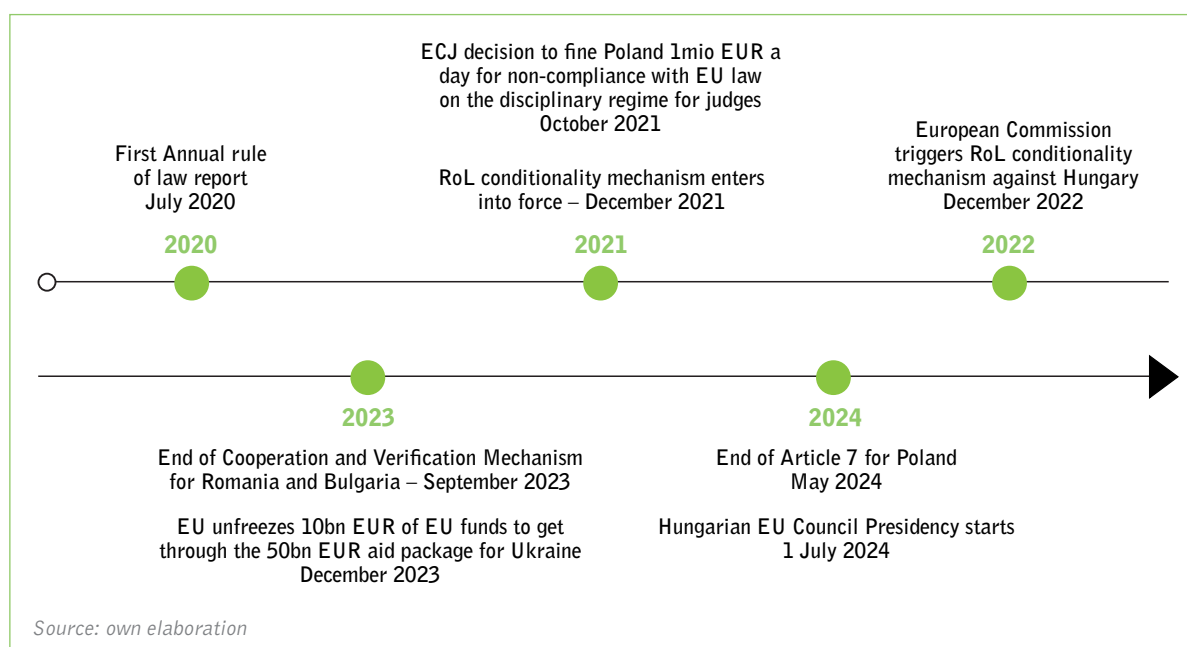 First Annual rule
of law report
July 2020
2020
ECJ decision to fine Poland 1mio EUR a
day for non-compliance with EU law
on the disciplinary regime for judges
October 2021
RoL conditionality mechanism enters
into force – December 2021
2021
European Commission
triggers RoL conditionality
mechanism against Hungary
December 2022
2022
2023
End of Cooperation and Verification Mechanism
for Romania and Bulgaria – September 2023
EU unfreezes 10bn EUR of EU funds to get
through the 50bn EUR aid package for Ukraine
December 2023
2024
End of Article 7 for Poland
May 2024
Hungarian EU Council Presidency starts
1 July 2024
Source: own elaboration